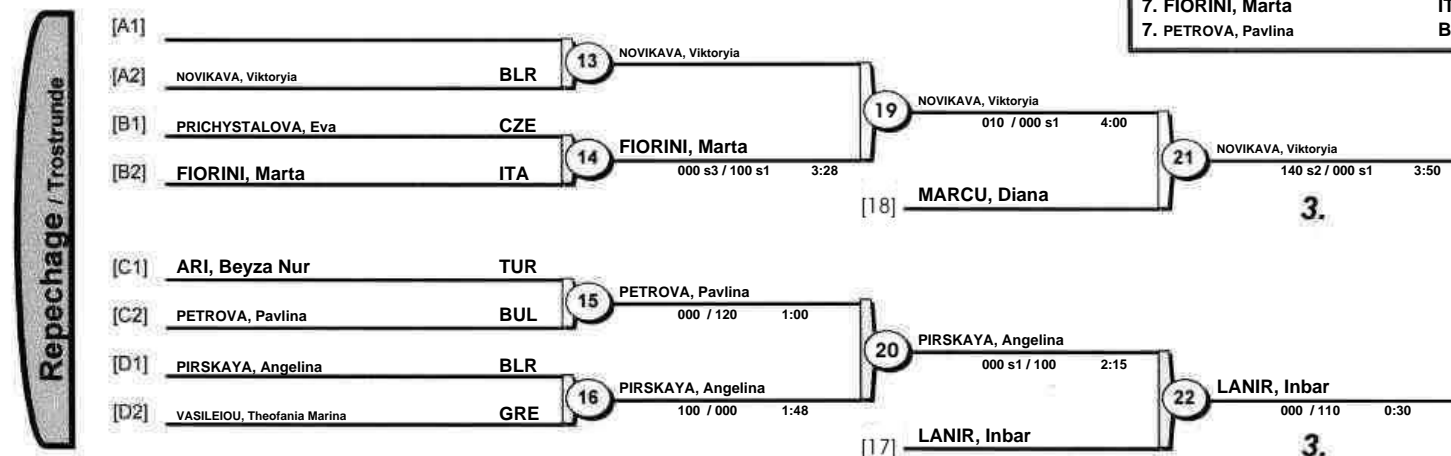 7. FIORINI, Marta IT
7. PETROVA, Pavlina B
Repechage / Trostrunde
[A1]
[A2] NOVIKAVA, Viktoryia BLR
13
NOVIKAVA, Viktoryia
[B1] PRICHYSTALOVA, Eva CZE
[B2] FIORINI, Marta ITA
14
FIORINI, Marta
000 s3 / 100 s1 3:28
19
NOVIKAVA, Viktoryia
010 / 000 s1 4:00
[18] MARCU, Diana
21
NOVIKAVA, Viktoryia
140 s2 / 000 s1 3:50
3.
[C1] ARI, Beyza Nur TUR
[C2] PETROVA, Pavlina BUL
15
PETROVA, Pavlina
000 / 120 1:00
[D1] PIRSKAYA, Angelina BLR
[D2] VASILEIOU, Theofania Marina GRE
16
PIRSKAYA, Angelina
100 / 000 1:48
20
PIRSKAYA, Angelina
000 s1 / 100 2:15
[17] LANIR, Inbar
22
LANIR, Inbar
000 / 110 0:30
3.